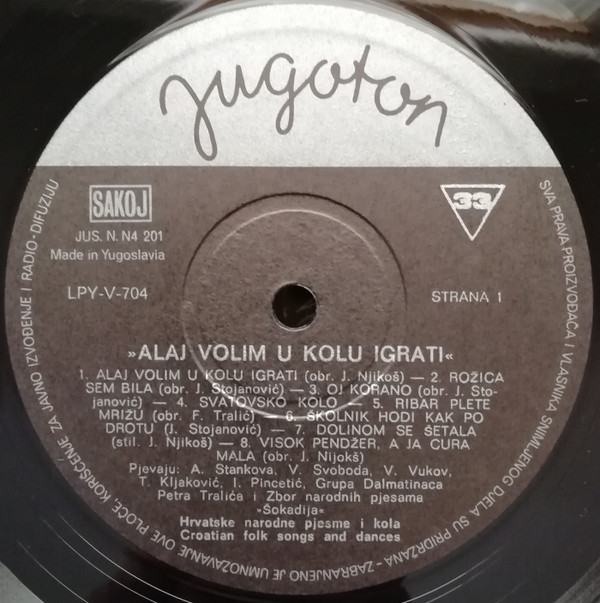 jugoton
SAKOJ
33
JUS. N. N4 201
Made in Yugoslavia
LPY-V-704
STRANA 1
»ALAJ VOLIM U KOLU IGRATI«
1. ALAJ VOLIM U KOLU IGRATI (obr. J. Njikoš) — 2. ROŽICA
SEM BILA (obr. J. Stojanović) — 3. OJ KORANO (obr. J. Sto-
janović) — 4. SVATOVSKO KOLO — 5. RIBAR PLETE
MRIŽU (obr. F. Tralić) — 6. ŠKOLNIK HODI KAK PO
DROTU (J. Stojanović) — 7. DOLINOM SE ŠETALA
(stil. J. Njikoš) — 8. VISOK PENDŽER, A JA CURA
MALA (obr. J. Nijokš)
Pjevaju: A. Stankova, V. Svoboda, V. Vukov,
T. Kljaković, I. Pincetić, Grupa Dalmatinaca
Petra Tralića i Zbor narodnih pjesama
»Šokadija«
Hrvatske narodne pjesme i kola
Croatian folk songs and dances
SVA PRAVA PROIZVOĐAČA I VLASNIKA SNIMLJENOG DJELA SU PRIDRŽANA - ZABRANJENO JE UMNOŽAVANJE OVE PLOČE, KORIŠĆENJE ZA JAVNO IZVOĐENJE I RADIO-DIFUZIJU